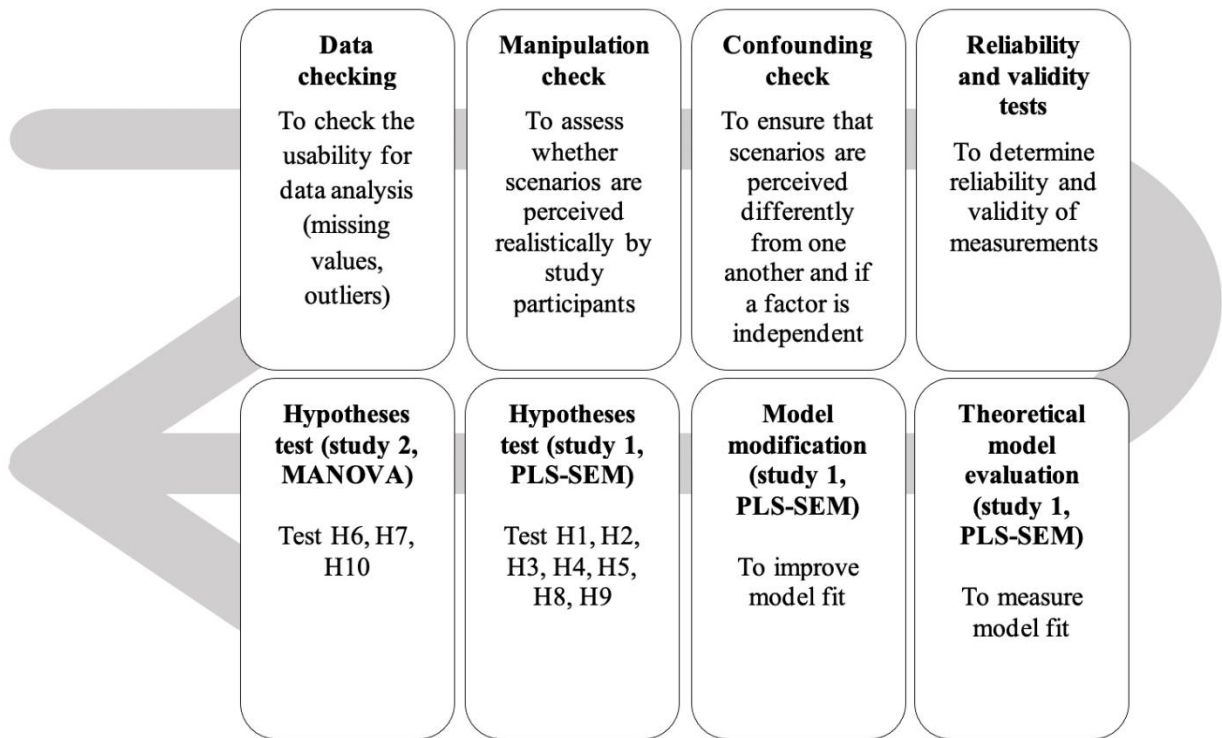 Data
checking
To check the
usability for
data analysis
(missing
values,
outliers)
Manipulation
check
To assess
whether
scenarios are
perceived
realistically by
study
participants
Confounding
check
To ensure that
scenarios are
perceived
differently
from one
another and if
a factor is
independent
Reliability
and validity
tests
To determine
reliability and
validity of
measurements
Hypotheses
test (study 2,
MANOVA)
Test H6, H7,
H10
Hypotheses
test (study 1,
PLS-SEM)
Test H1, H2,
H3, H4, H5,
H8, H9
Model
modification
(study 1,
PLS-SEM)
To improve
model fit
Theoretical
model
evaluation
(study 1,
PLS-SEM)
To measure
model fit